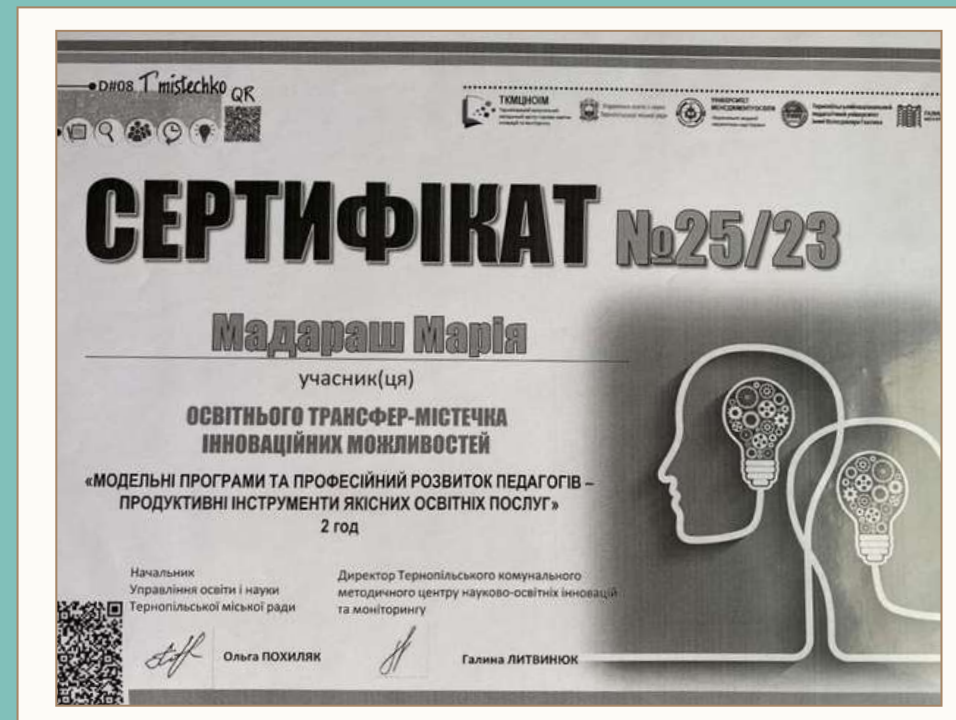 DНО8 T'mistechko QR
ТКМЦНОІМ
СЕРТИФІКАТ №25/23
Мадараш Марія
учасник(ця)
ОСВІТНЬОГО ТРАНСФЕР-МІСТЕЧКА
ІННОВАЦІЙНИХ МОЖЛИВОСТЕЙ
«МОДЕЛЬНІ ПРОГРАМИ ТА ПРОФЕСІЙНИЙ РОЗВИТОК ПЕДАГОГІВ –
ПРОДУКТИВНІ ІНСТРУМЕНТИ ЯКІСНИХ ОСВІТНІХ ПОСЛУГ»
2 год
Начальник
Управління освіти і науки
Тернопільської міської ради
Ольга ПОХИЛЯК
Директор Тернопільського комунального
методичного центру науково-освітніх інновацій
та моніторингу
Галина ЛИТВИНЮК